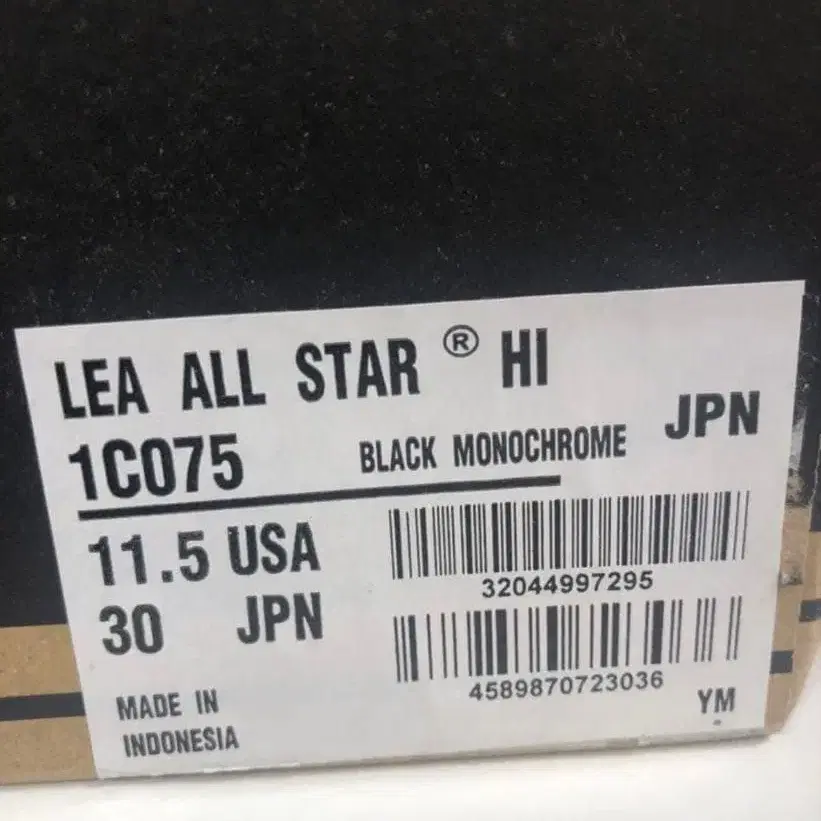 LEA ALL STAR ® HI
1C075 BLACK MONOCHROME JPN
11.5 USA
32044997295
30 JPN
4589870723036
MADE IN
INDONESIA
YM